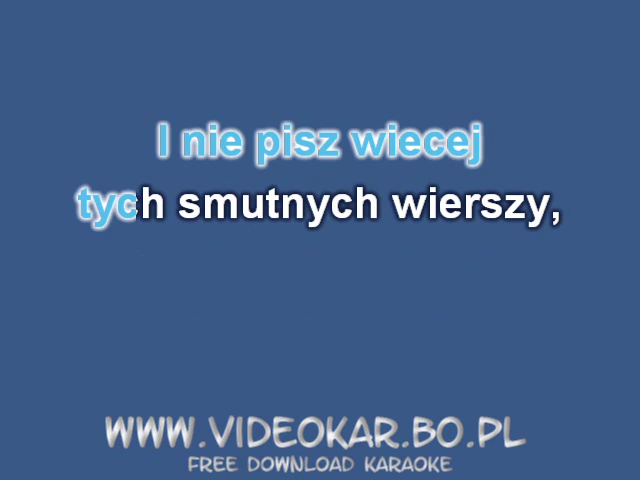 I nie pisz wiecej
tych smutnych wierszy,
WWW.VIDEOKAR.BO.PL
FREE DOWNLOAD KARAOKE